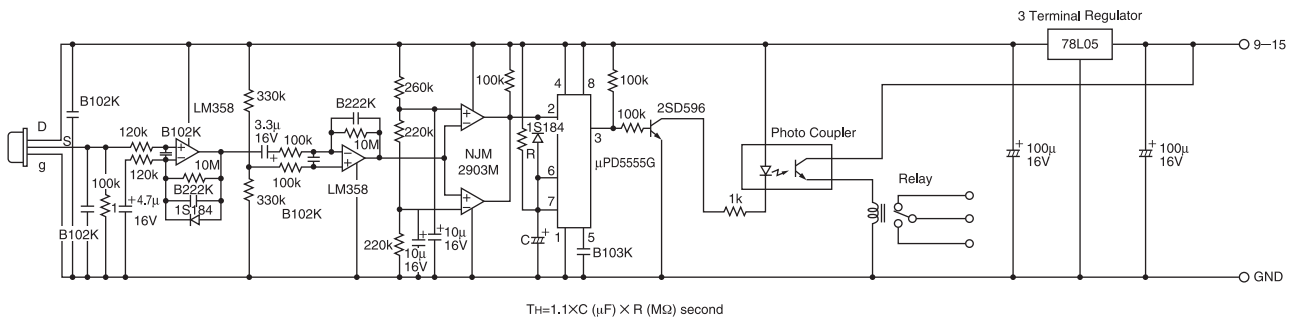 3 Terminal Regulator
78L05
9–15
D
S
g
B102K
120k
120k
B102K
LM358
10M
B222K
1S184
100k
1
+4.7μ
16V
B102K
330k
3.3μ
16V +
100k
100k
330k
B102K
B222K
10M
LM358
260k
220k
220k
+
10μ
16V
+
10μ
16V
NJM
2903M
100k
1S184
R
C +
4
8
2
3
6
7
1
5
μPD5555G
B103K
100k
100k
2SD596
1k
Photo Coupler
Relay
+ 100μ
16V
+ 100μ
16V
GND
TH=1.1×C (μF) × R (MΩ) second